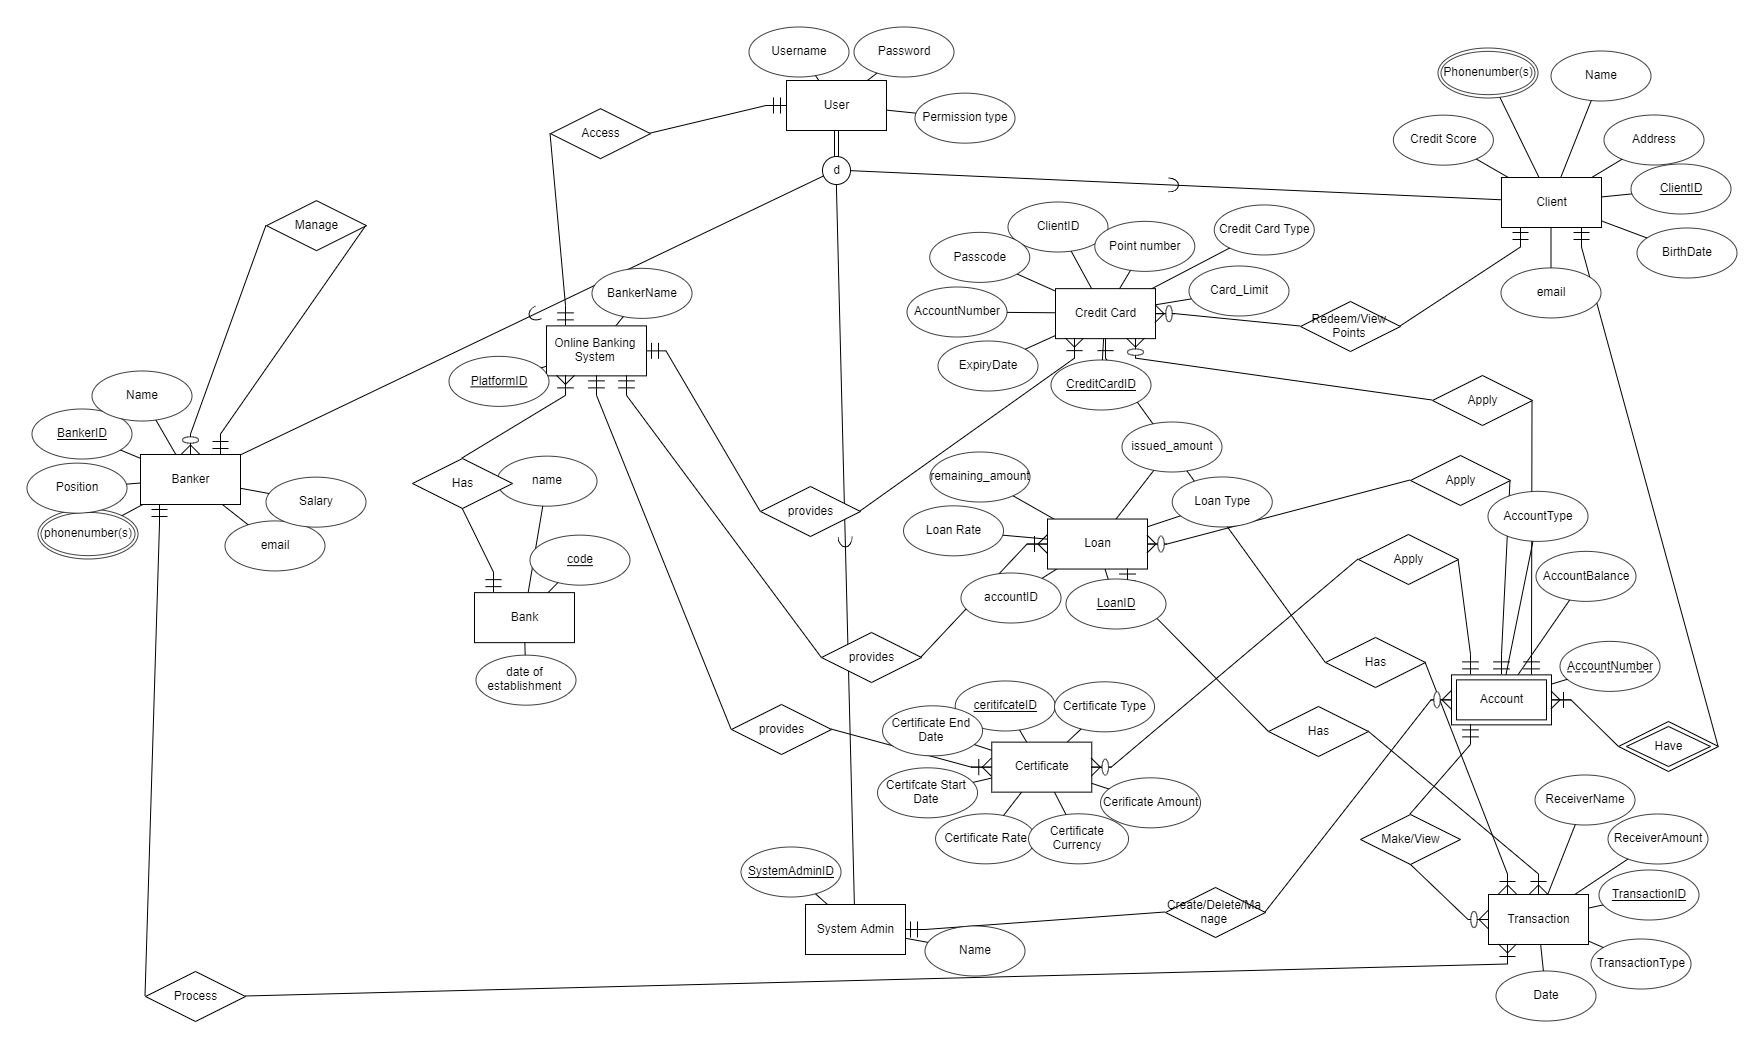 Username
Password
User
Permission type
Access
d
Phonenumber(s)
Name
Credit Score
Address
ClientID
Client
BirthDate
email
Manage
ClientID
Point number
Credit Card Type
Passcode
Card_Limit
AccountNumber
Credit Card
ExpiryDate
CreditCardID
Redeem/View
Points
BankerName
Online Banking
System
PlatformID
Name
BankerID
Position
Banker
Salary
phonenumber(s)
email
Has
name
code
Bank
date of
establishment
provides
Apply
issued_amount
remaining_amount
Loan Type
Loan Rate
Loan
accountID
LoanID
Apply
AccountType
Apply
AccountBalance
AccountNumber
Account
Have
provides
Has
Has
provides
ceritifcateID
Certificate Type
Certificate End
Date
Certificate
Certifcate Start
Date
Cerificate Amount
Certificate Rate
Certificate
Currency
Make/View
ReceiverName
ReceiverAmount
TransactionID
Transaction
TransactionType
Date
SystemAdminID
System Admin
Name
Create/Delete/Ma
nage
Process